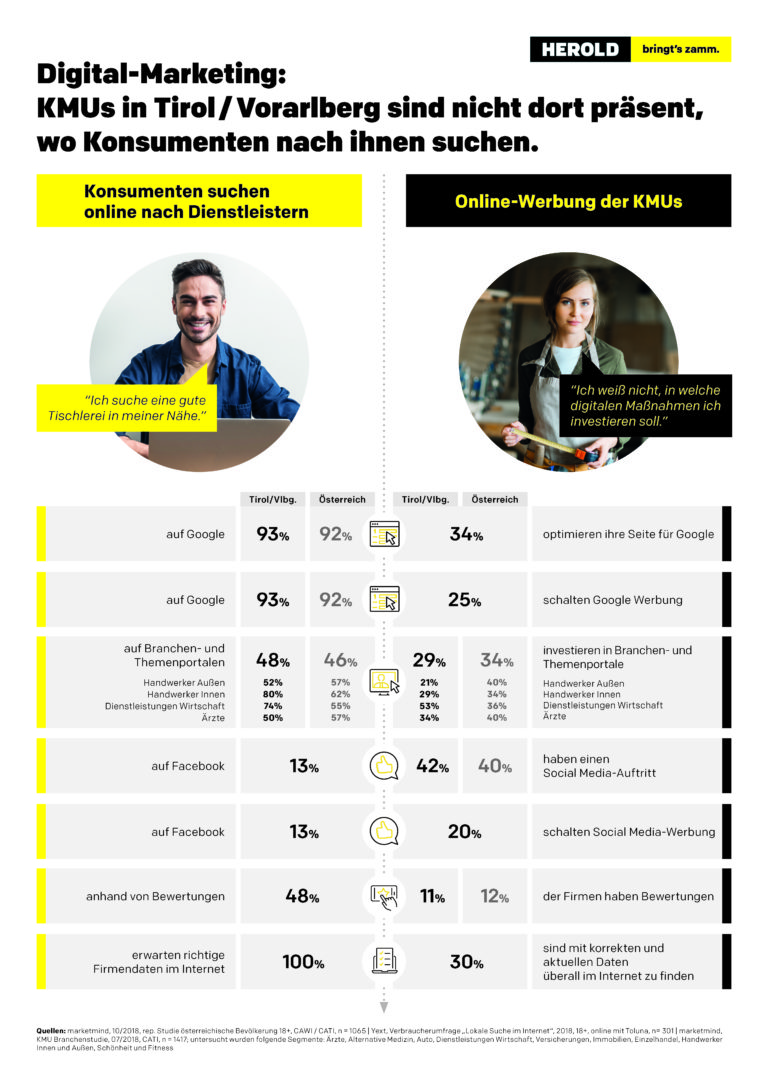 HEROLD bringt's zamm.
Digital-Marketing:
KMUs in Tirol / Vorarlberg sind nicht dort präsent,
wo Konsumenten nach ihnen suchen.
Konsumenten suchen
online nach Dienstleistern
Online-Werbung der KMUs
"Ich suche eine gute
Tischlerei in meiner Nähe."
"Ich weiß nicht, in welche
digitalen Maßnahmen ich
investieren soll."
Tirol/Vlbg. Österreich Tirol/Vlbg. Österreich
auf Google 93% 92% 34% optimieren ihre Seite für Google
auf Google 93% 92% 25% schalten Google Werbung
auf Branchen- und
Themenportalen 48% 46% 29% 34% investieren in Branchen- und
Themenportale
Handwerker Außen 52% 57% 21% 40% Handwerker Außen
Handwerker Innen 80% 62% 29% 34% Handwerker Innen
Dienstleistungen Wirtschaft 74% 55% 53% 36% Dienstleistungen Wirtschaft
Ärzte 50% 57% 34% 40% Ärzte
auf Facebook 13% 42% 40% haben einen
Social Media-Auftritt
auf Facebook 13% 20% schalten Social Media-Werbung
anhand von Bewertungen 48% 11% 12% der Firmen haben Bewertungen
erwarten richtige
Firmendaten im Internet 100% 30% sind mit korrekten und
aktuellen Daten
überall im Internet zu finden
Quellen: marketmind, 10/2018, rep. Studie österreichische Bevölkerung 18+, CAWI / CATI, n = 1065 | Yext, Verbraucherumfrage „Lokale Suche im Internet", 2018, 18+, online mit Toluna, n= 301 | marketmind,
KMU Branchenstudie, 07/2018, CATI, n = 1417; untersucht wurden folgende Segmente: Ärzte, Alternative Medizin, Auto, Dienstleistungen Wirtschaft, Versicherungen, Immobilien, Einzelhandel, Handwerker
Innen und Außen, Schönheit und Fitness